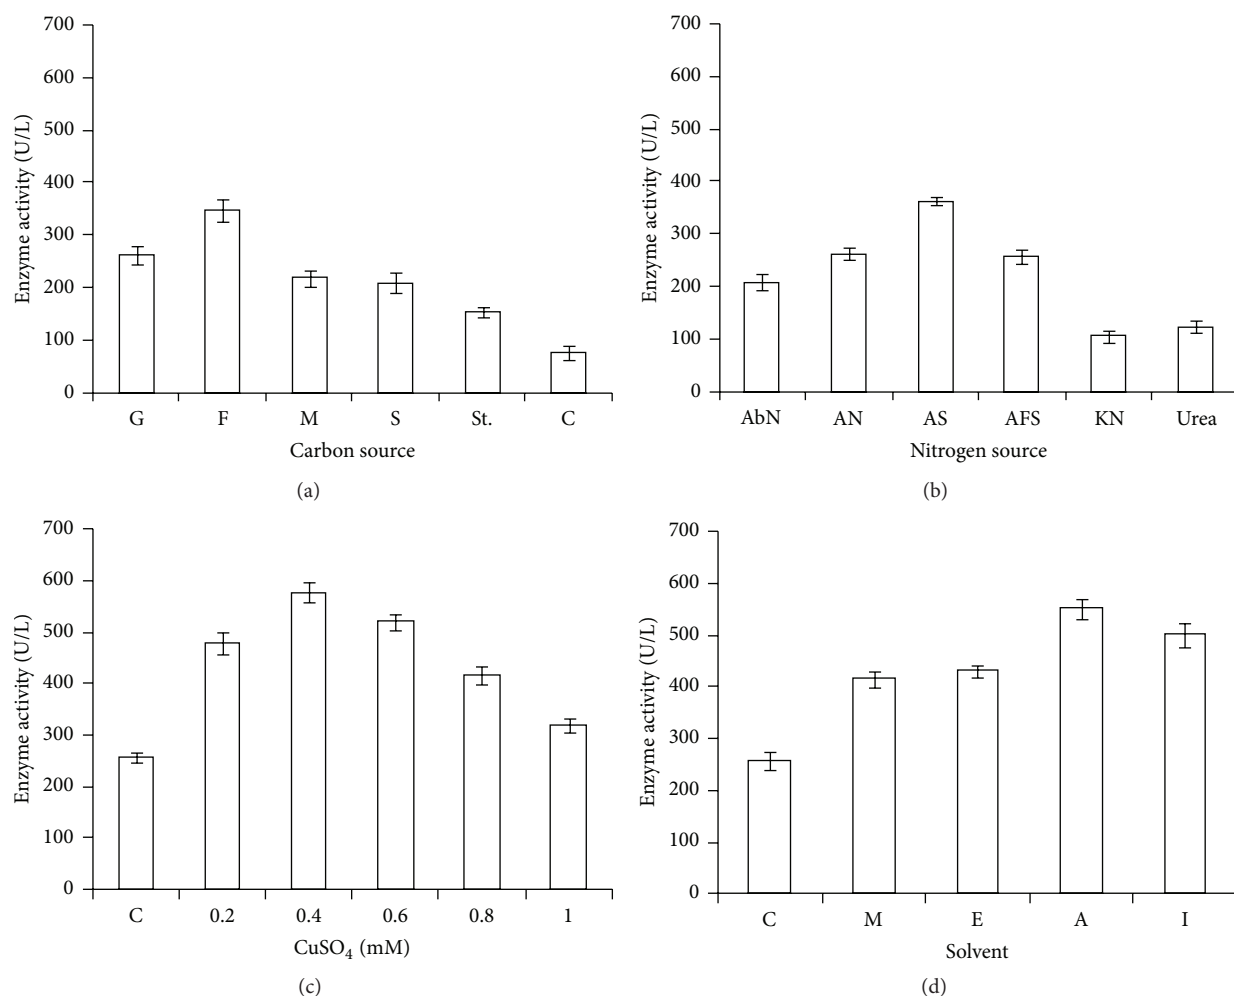 700
600
500
400
300
200
100
0
Enzyme activity (U/L)
G F M S St. C
Carbon source
(a)
700
600
500
400
300
200
100
0
Enzyme activity (U/L)
AbN AN AS AFS KN Urea
Nitrogen source
(b)
700
600
500
400
300
200
100
0
Enzyme activity (U/L)
C 0.2 0.4 0.6 0.8 1
CuSO₄ (mM)
(c)
700
600
500
400
300
200
100
0
Enzyme activity (U/L)
C M E A I
Solvent
(d)